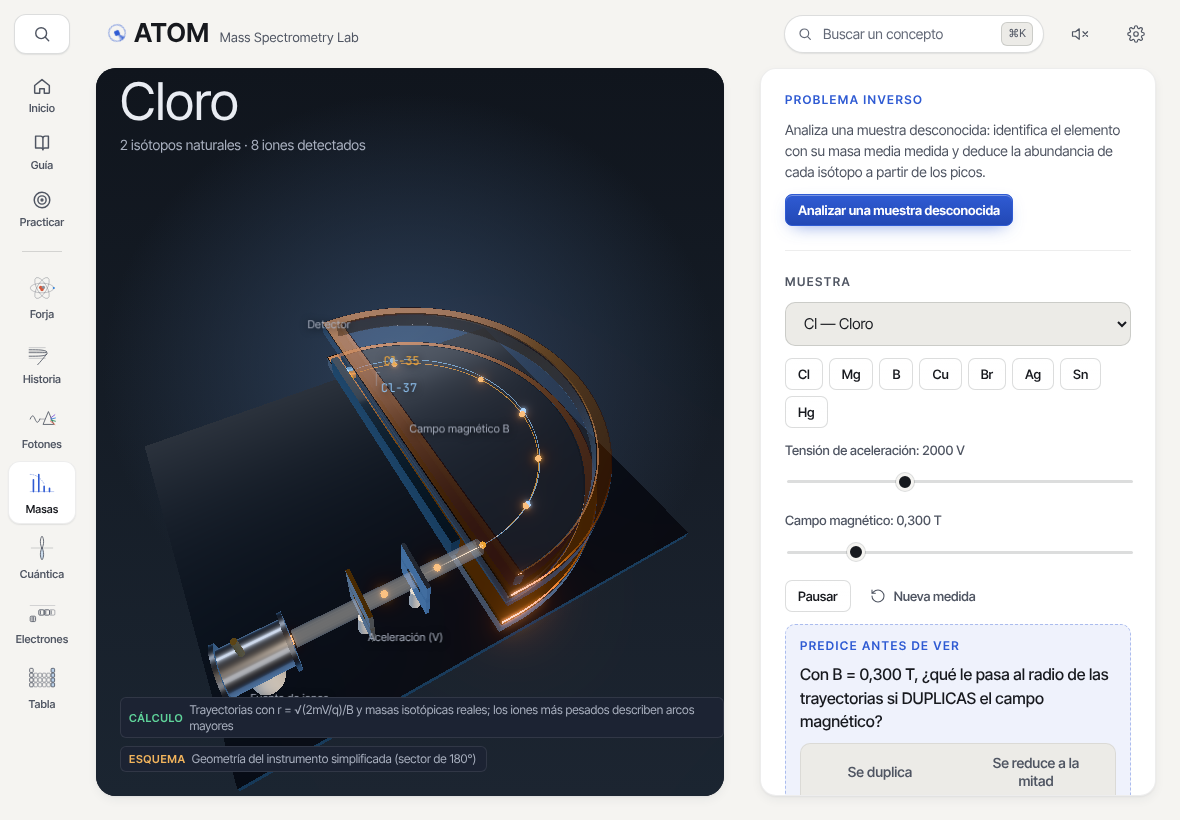 ATOM Mass Spectrometry Lab
Buscar un concepto ⌘K
Inicio
Guía
Practicar
Forja
Historia
Fotones
Masas
Cuántica
Electrones
Tabla
Cloro
2 isótopos naturales · 8 iones detectados
Detector
Cl-35
Cl-37
Campo magnético B
Aceleración (V)
Fuente de iones
CÁLCULO Trayectorias con r = √(2mV/q)/B y masas isotópicas reales; los iones más pesados describen arcos
mayores
ESQUEMA Geometría del instrumento simplificada (sector de 180°)
PROBLEMA INVERSO
Analiza una muestra desconocida: identifica el elemento
con su masa media medida y deduce la abundancia de
cada isótopo a partir de los picos.
Analizar una muestra desconocida
MUESTRA
Cl — Cloro
Cl Mg B Cu Br Ag Sn
Hg
Tensión de aceleración: 2000 V
Campo magnético: 0,300 T
Pausar Nueva medida
PREDICE ANTES DE VER
Con B = 0,300 T, ¿qué le pasa al radio de las
trayectorias si DUPLICAS el campo
magnético?
Se duplica
Se reduce a la
mitad